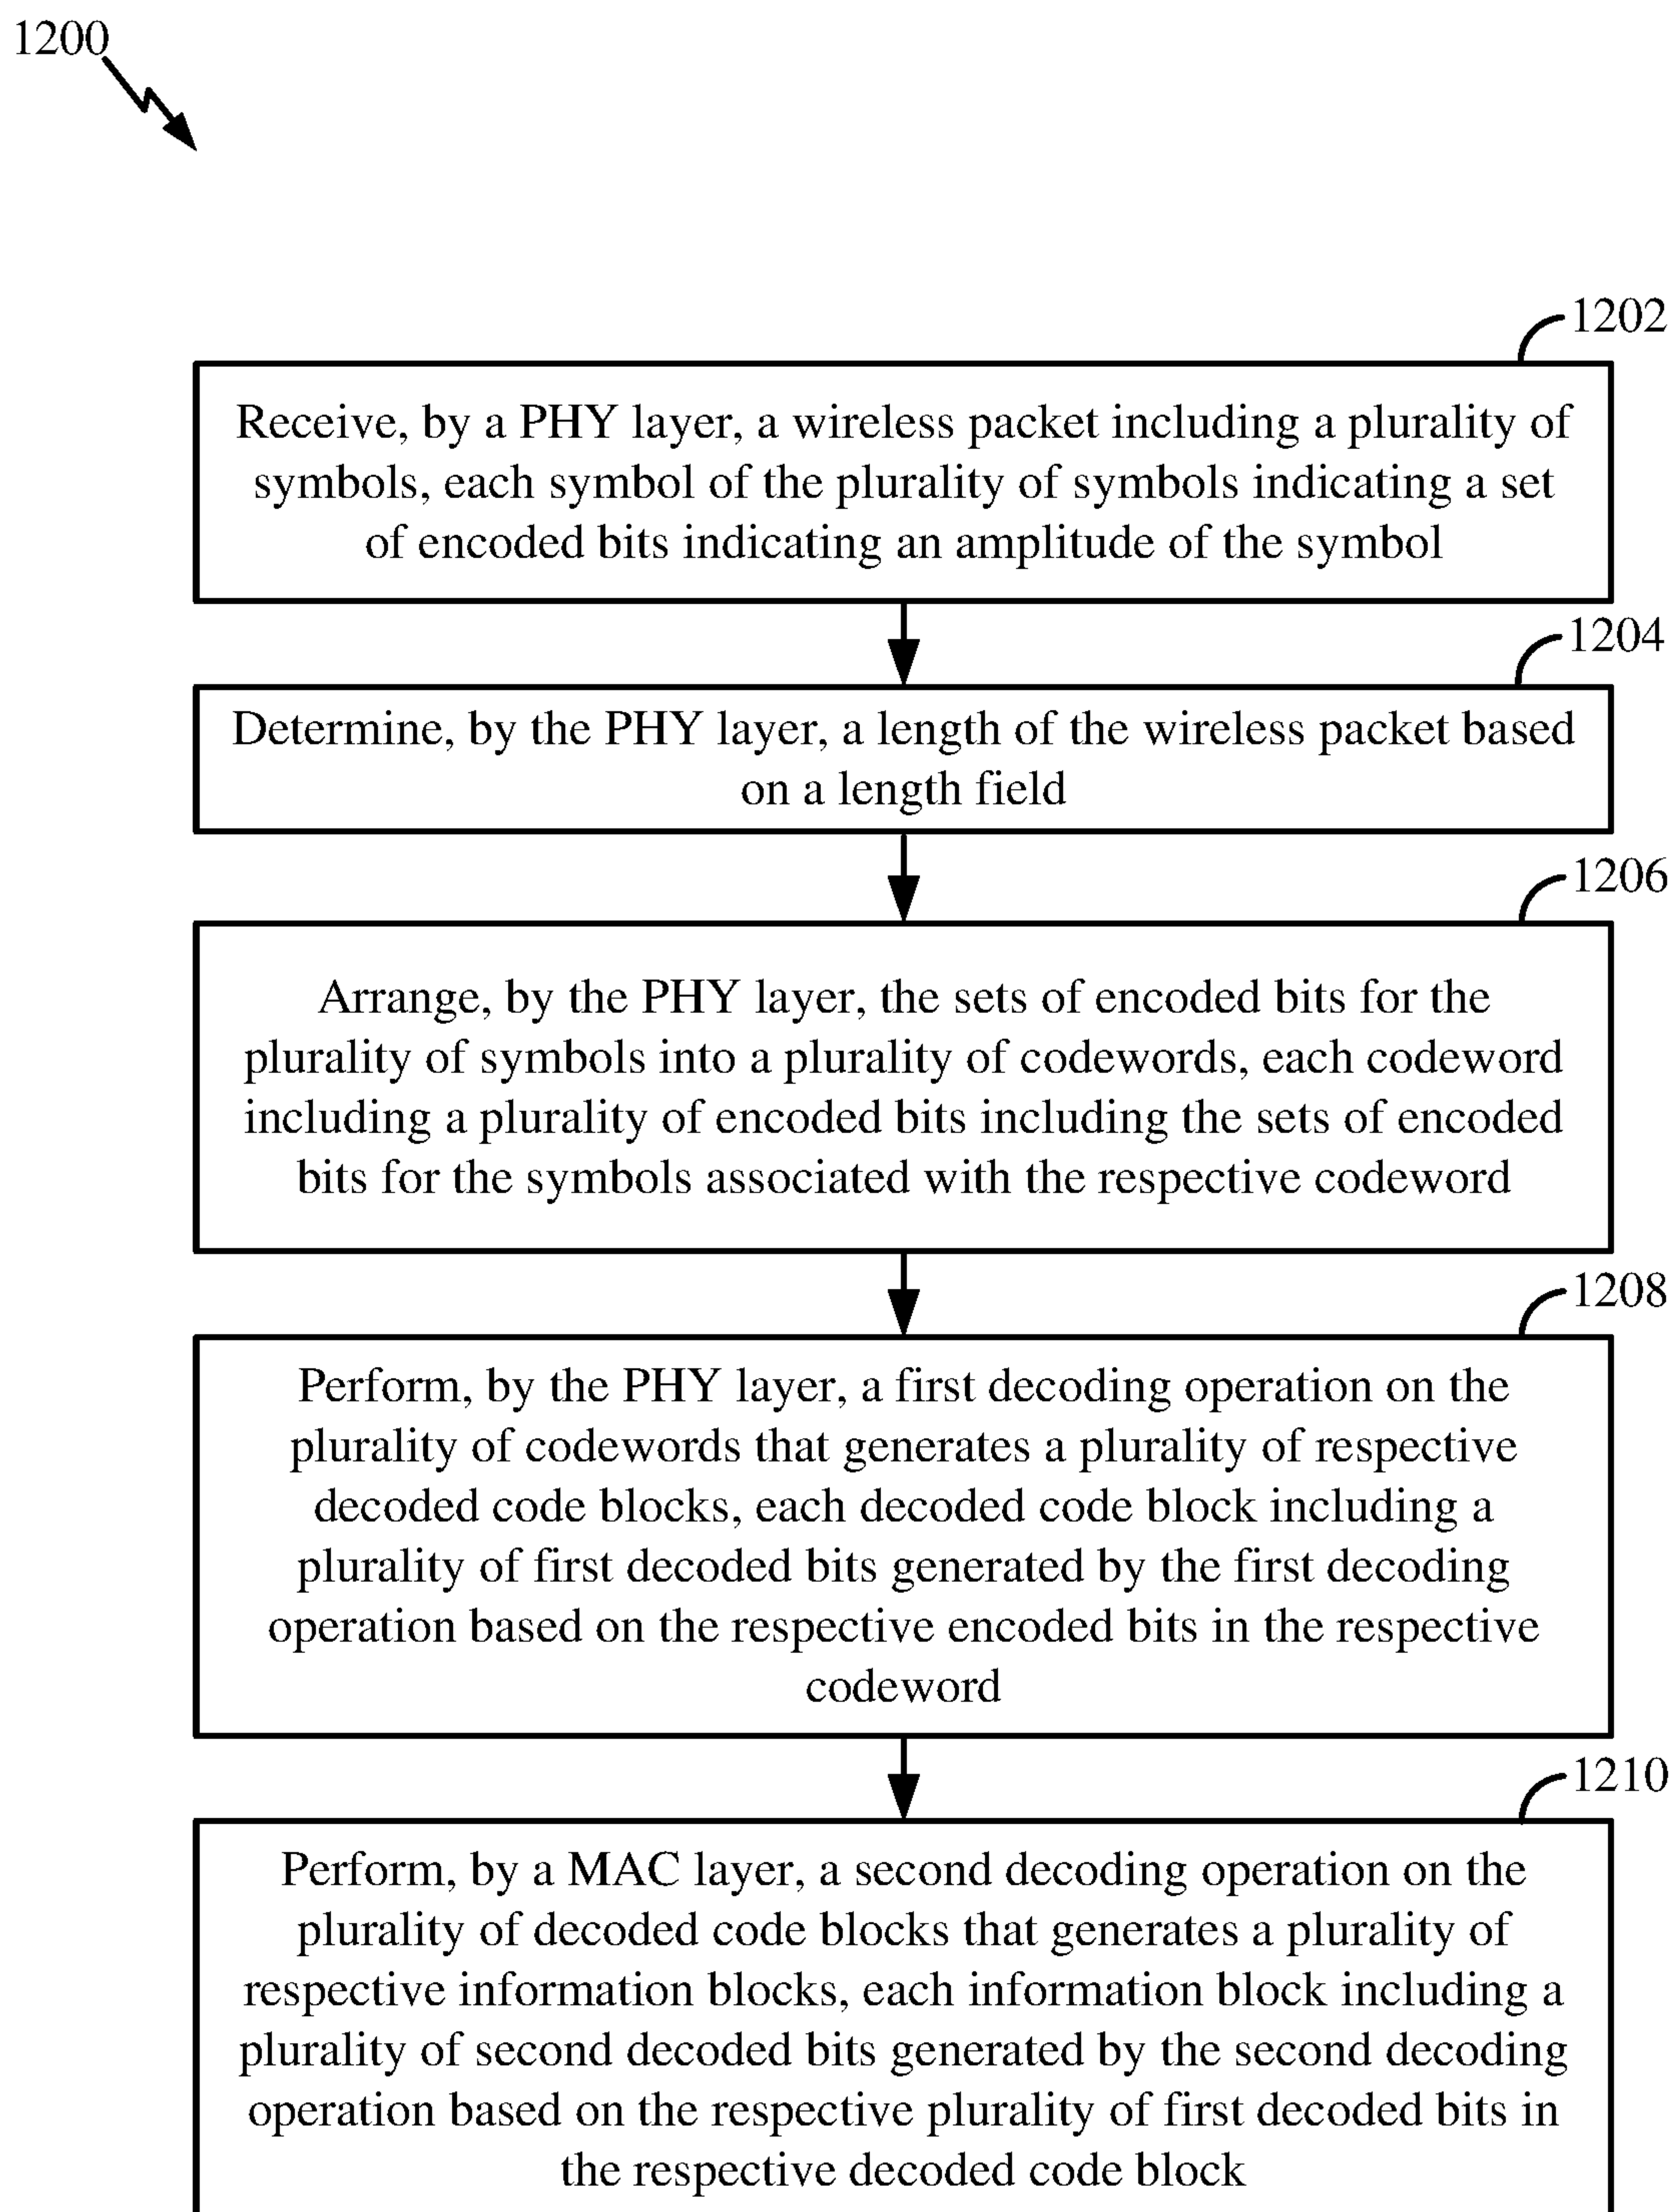 1200
1202
Receive, by a PHY layer, a wireless packet including a plurality of
symbols, each symbol of the plurality of symbols indicating a set
of encoded bits indicating an amplitude of the symbol
1204
Determine, by the PHY layer, a length of the wireless packet based
on a length field
1206
Arrange, by the PHY layer, the sets of encoded bits for the
plurality of symbols into a plurality of codewords, each codeword
including a plurality of encoded bits including the sets of encoded
bits for the symbols associated with the respective codeword
1208
Perform, by the PHY layer, a first decoding operation on the
plurality of codewords that generates a plurality of respective
decoded code blocks, each decoded code block including a
plurality of first decoded bits generated by the first decoding
operation based on the respective encoded bits in the respective
codeword
1210
Perform, by a MAC layer, a second decoding operation on the
plurality of decoded code blocks that generates a plurality of
respective information blocks, each information block including a
plurality of second decoded bits generated by the second decoding
operation based on the respective plurality of first decoded bits in
the respective decoded code block